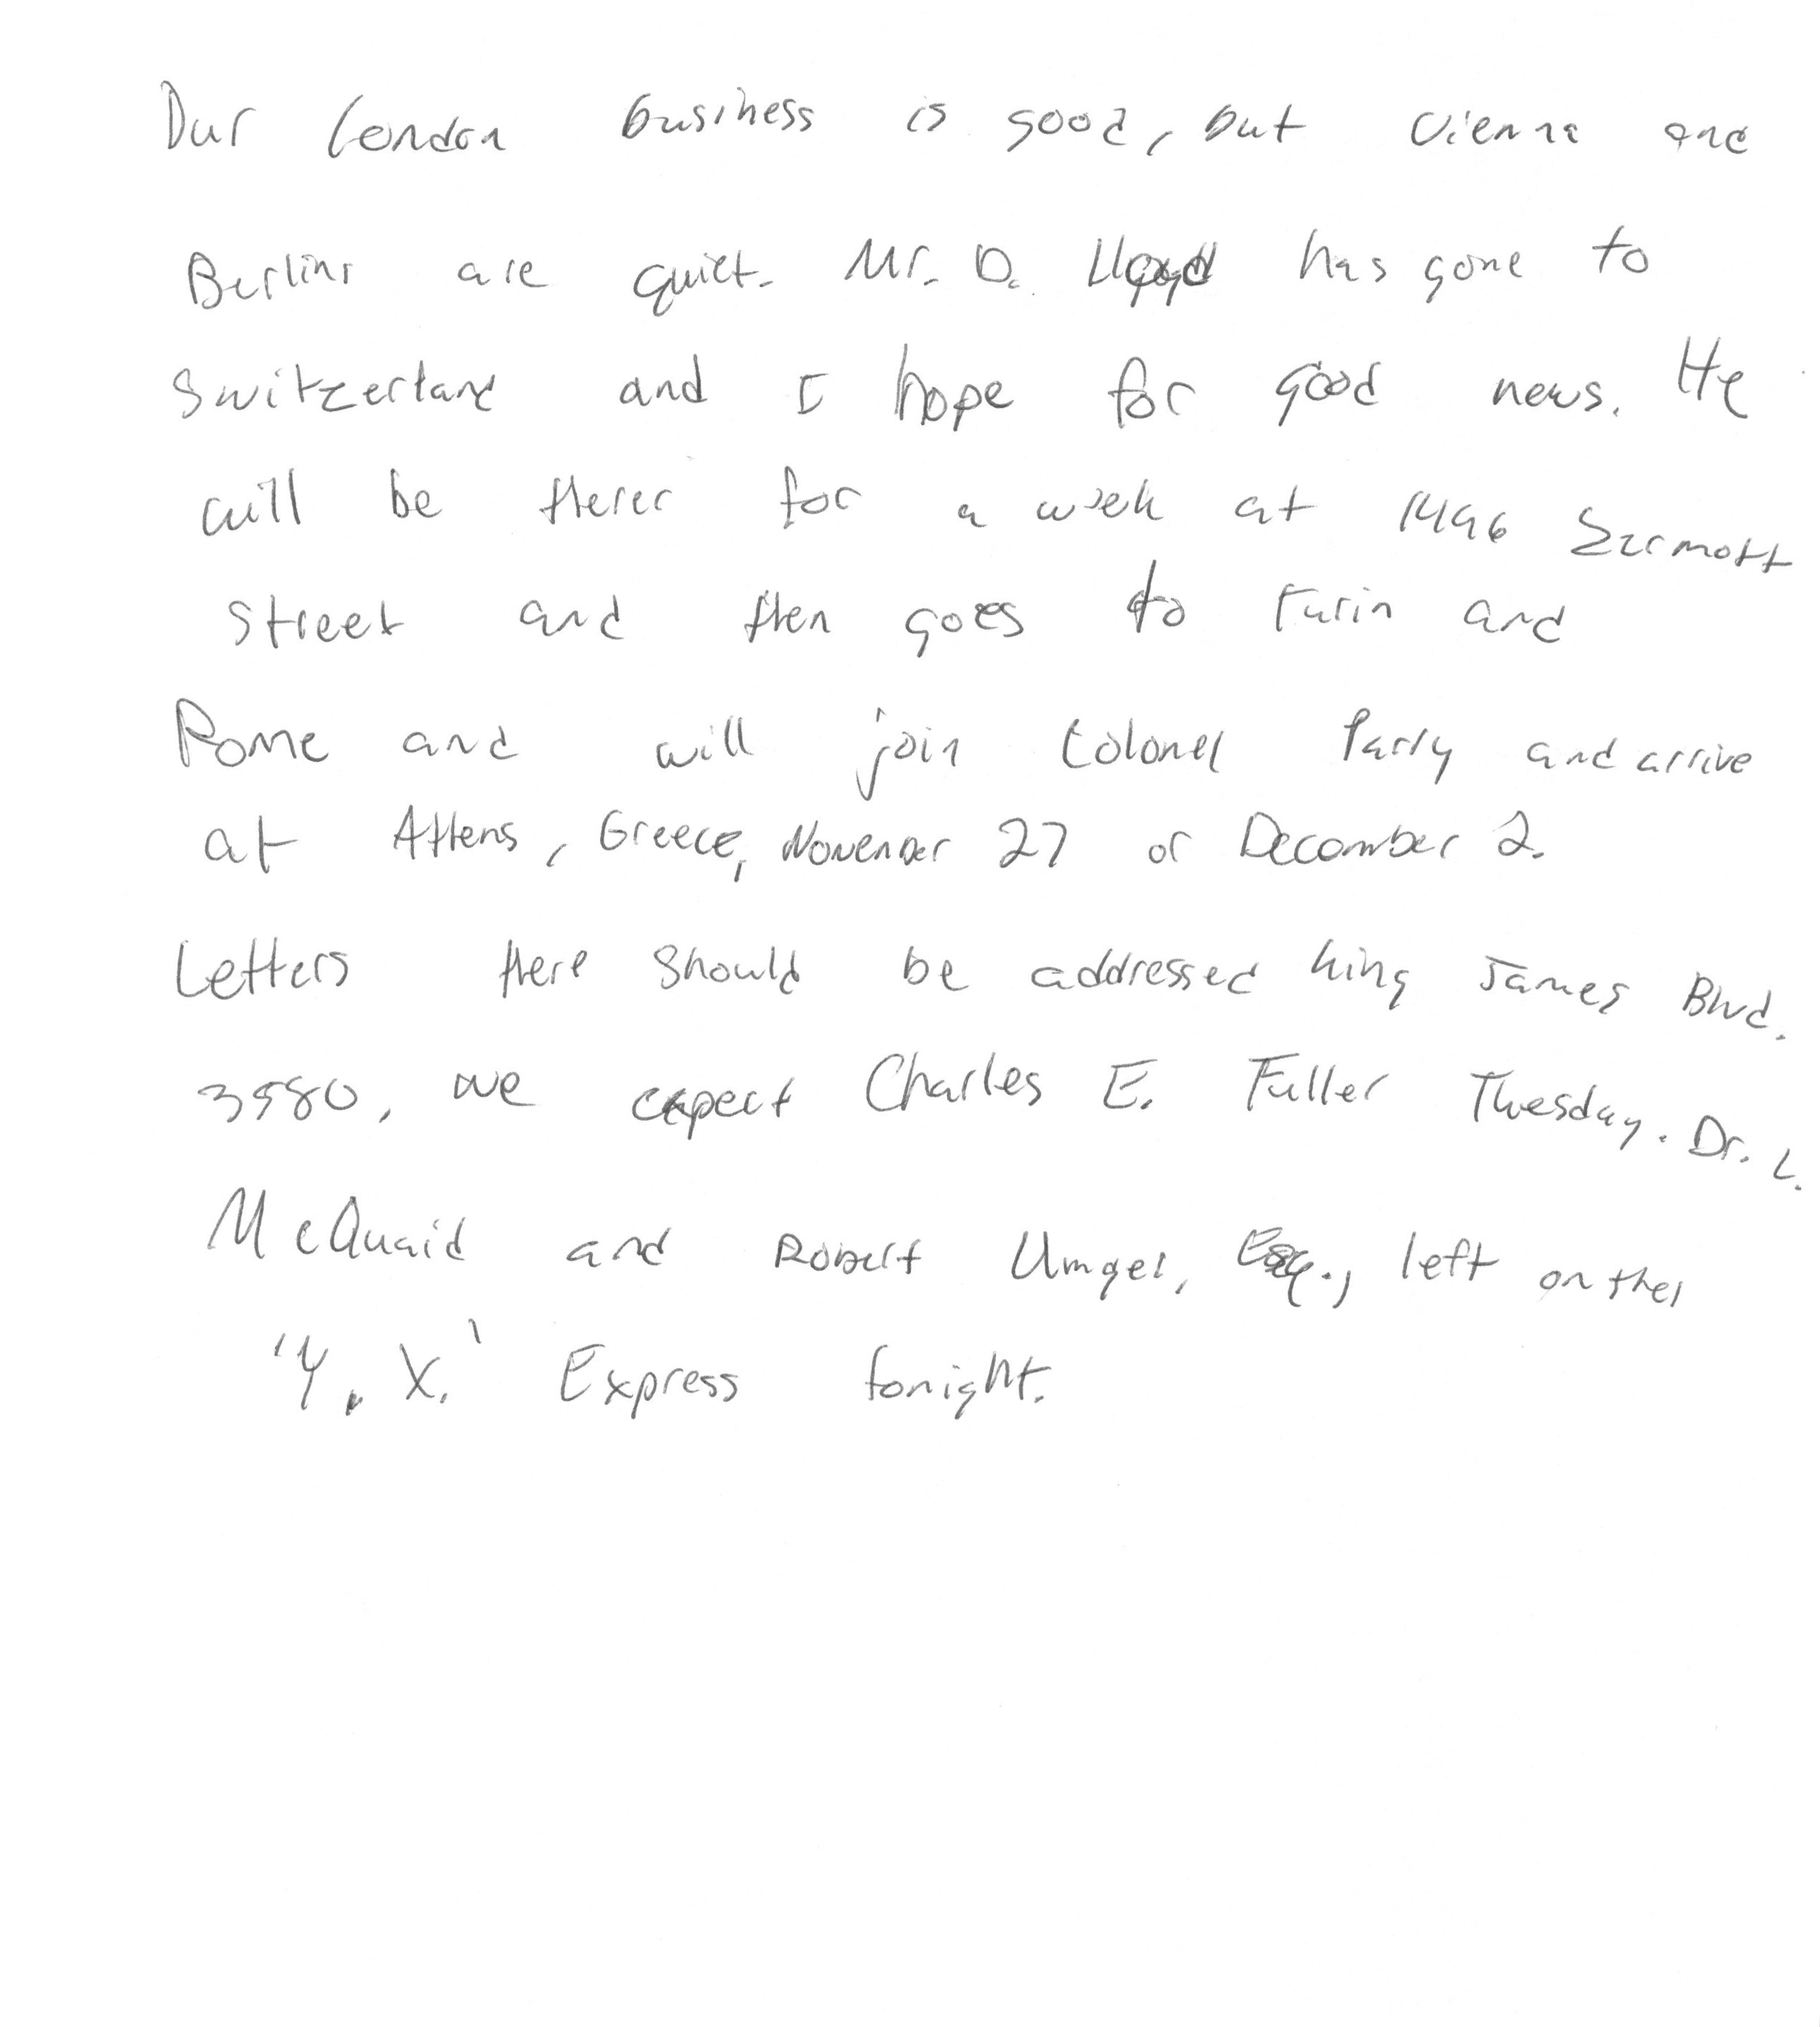 Our London business is good, but Vienna and
Berlin are quiet. Mr. D. Lloyd has gone to
Switzerland and I hope for good news. He
will be there for a week at 1496 Zermott
street and then goes to Turin and
Rome and will join Colonel Parry and arrive
at Athens, Greece, November 27 or December 2.
Letters there should be addressed King James Blvd.
3580, we expect Charles E. Fuller Tuesday. Dr. L.
McQuaid and Robert Unger, Esq., left on the
'Y. X.' Express tonight.